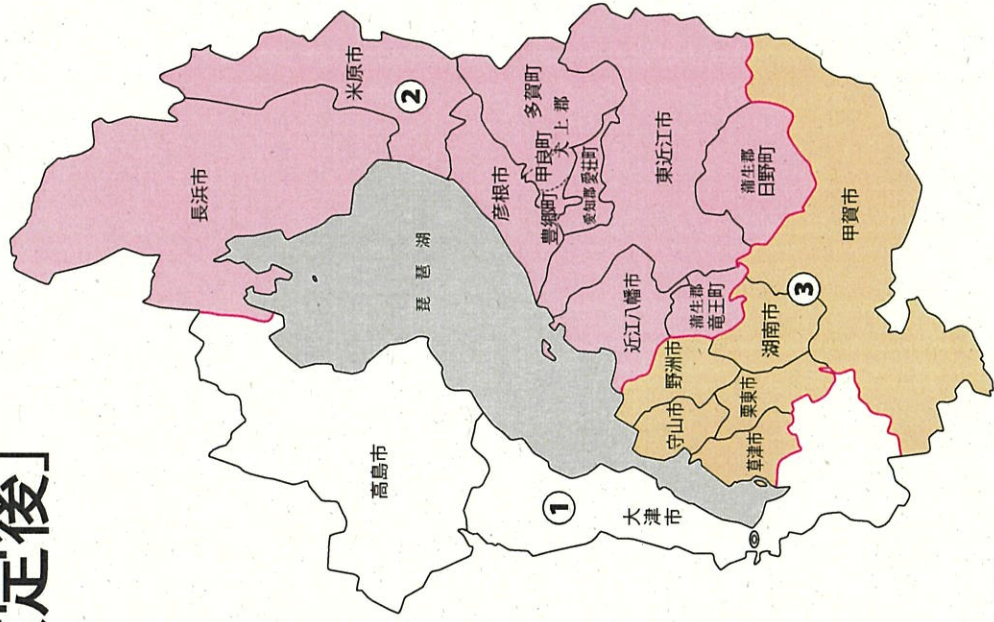 定後」
長浜市
米原市
②
琵琶湖
彦根市
多賀町
甲良町
犬上郡
豊郷町
愛知郡 愛荘町
東近江市
蒲生郡
日野町
近江八幡市
蒲生郡
竜王町
甲賀市
③
湖南市
野洲市
守山市
栗東市
草津市
高島市
①
大津市